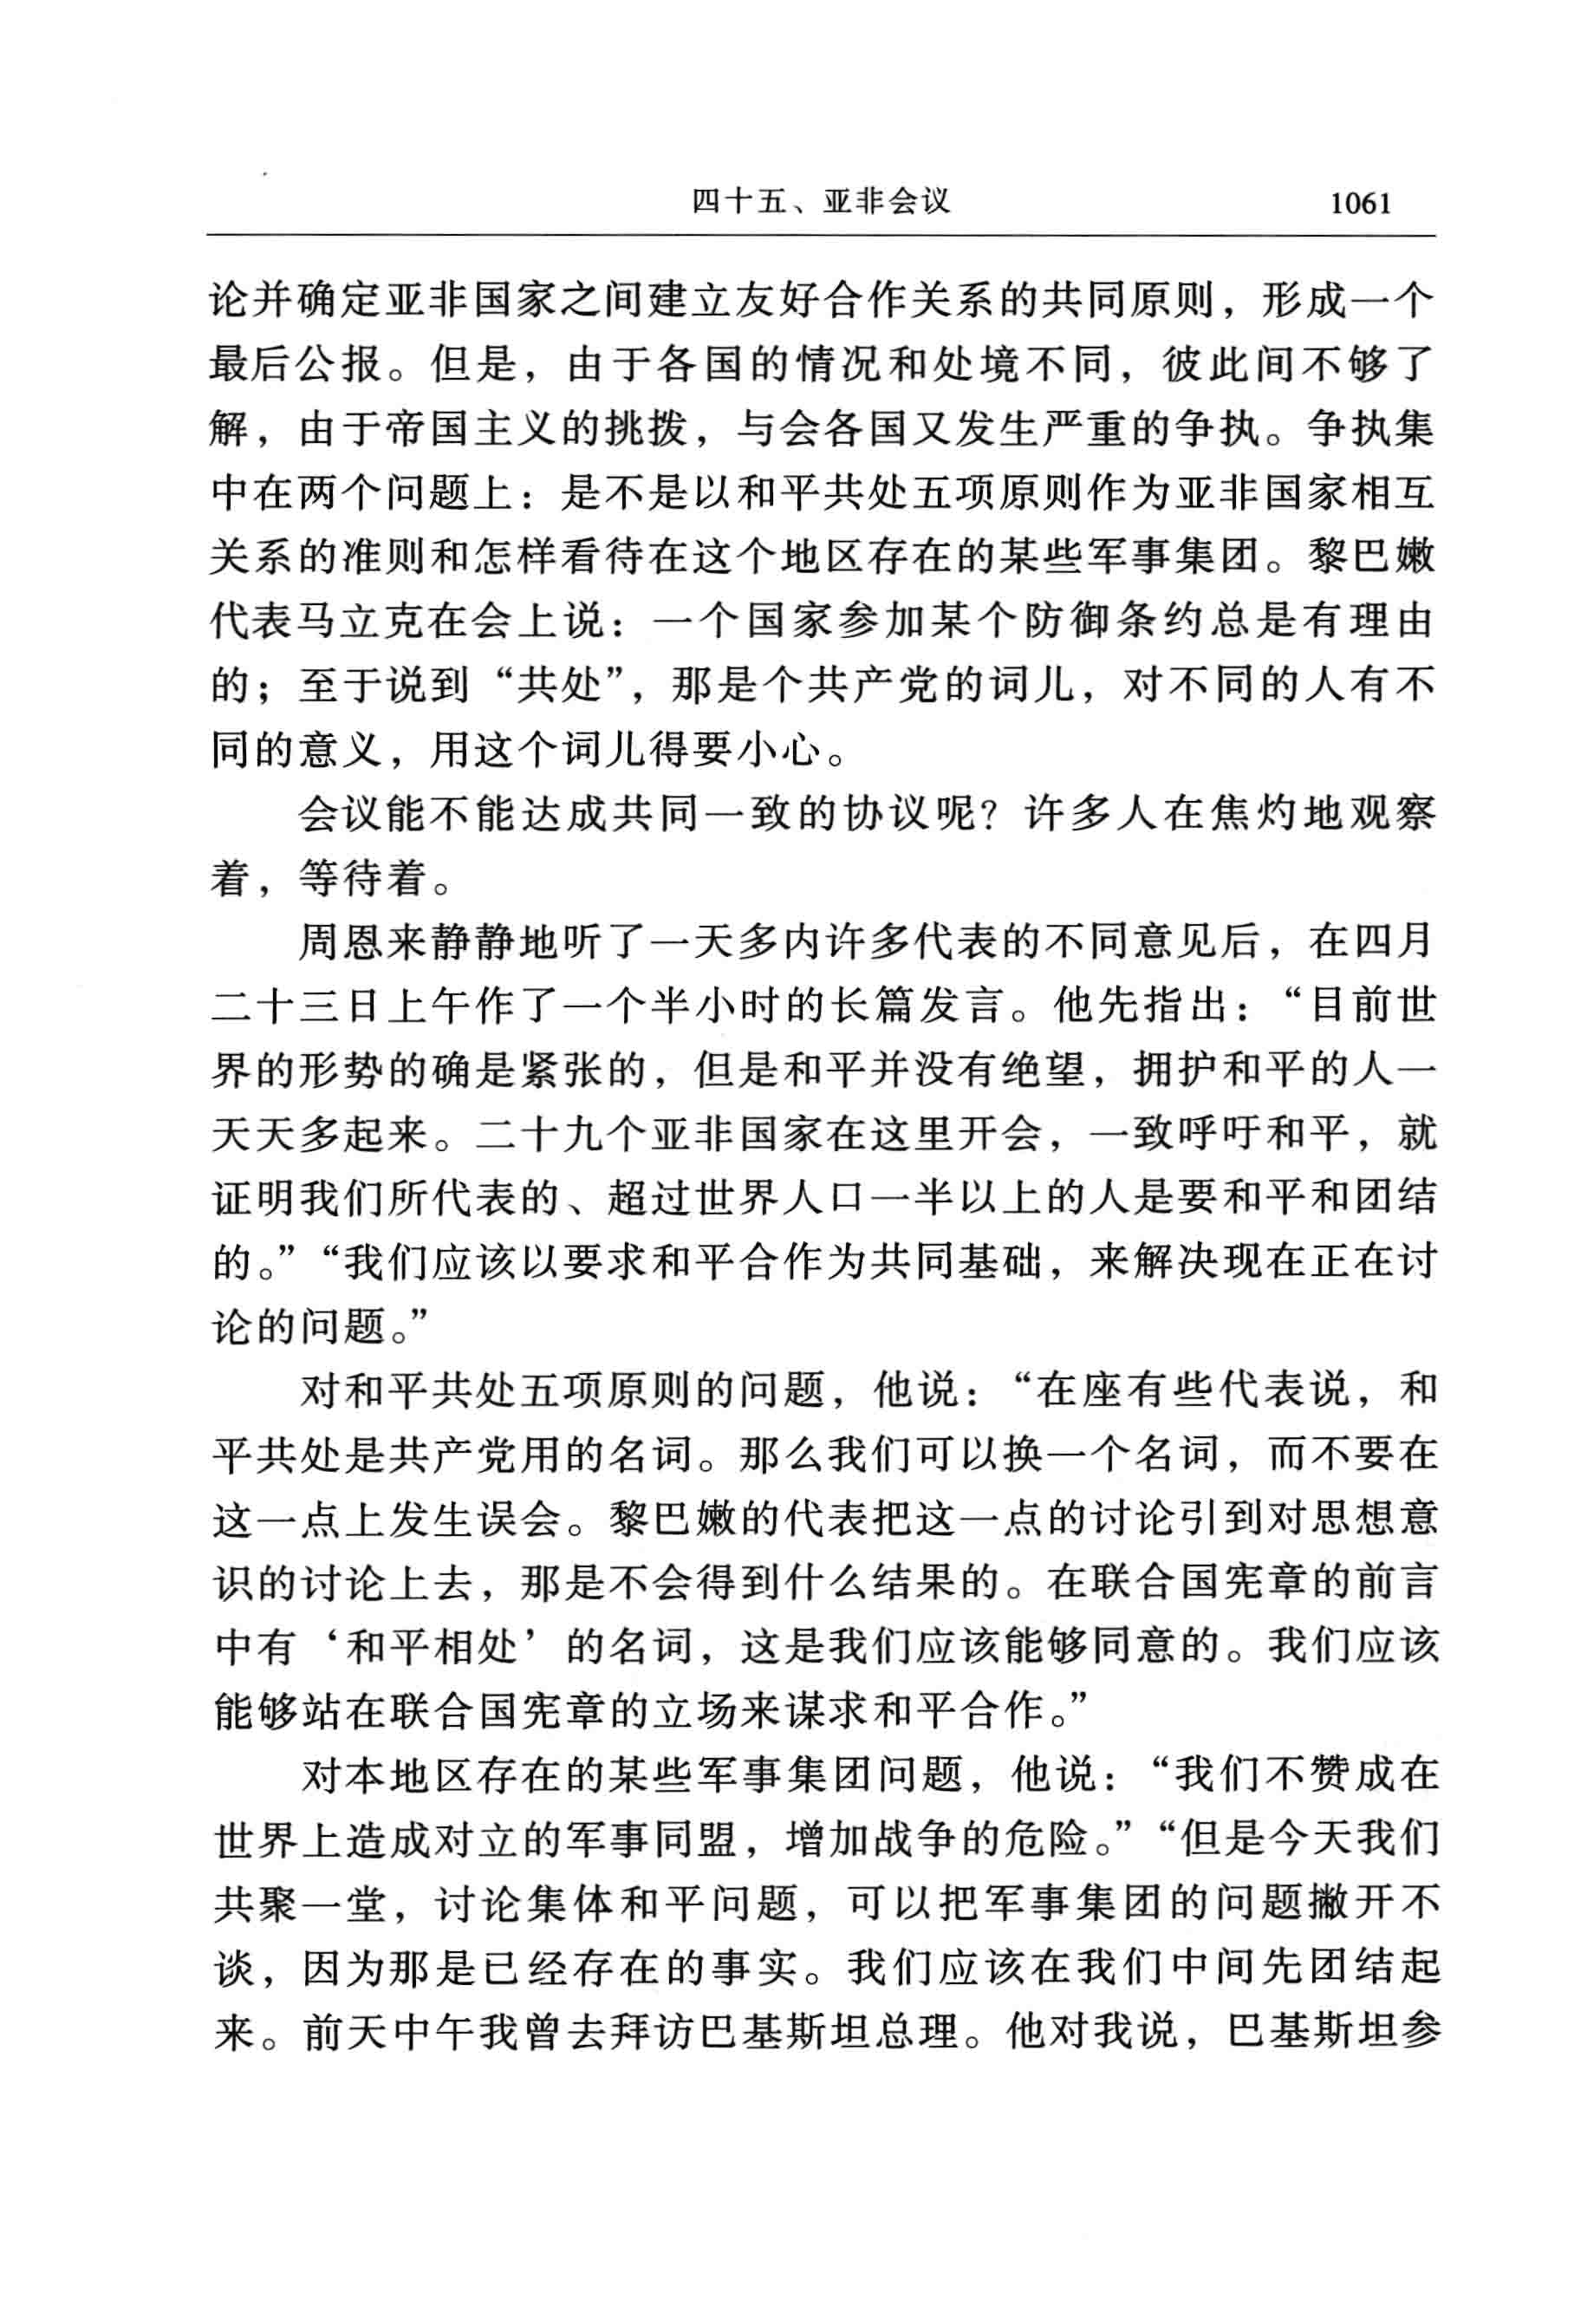 四十五、亚非会议 1061
论并确定亚非国家之间建立友好合作关系的共同原则，形成一个
最后公报。但是，由于各国的情况和处境不同，彼此间不够了
解，由于帝国主义的挑拨，与会各国又发生严重的争执。争执集
中在两个问题上：是不是以和平共处五项原则作为亚非国家相互
关系的准则和怎样看待在这个地区存在的某些军事集团。黎巴嫩
代表马立克在会上说：一个国家参加某个防御条约总是有理由
的；至于说到“共处”，那是个共产党的词儿，对不同的人有不
同的意义，用这个词儿得要小心。
会议能不能达成共同一致的协议呢？许多人在焦灼地观察
着，等待着。
周恩来静静地听了一天多内许多代表的不同意见后，在四月
二十三日上午作了一个半小时的长篇发言。他先指出：“目前世
界的形势的确是紧张的，但是和平并没有绝望，拥护和平的人一
天天多起来。二十九个亚非国家在这里开会，一致呼吁和平，就
证明我们所代表的、超过世界人口一半以上的人是要和平和团结
的。”“我们应该以要求和平合作为共同基础，来解决现在正在讨
论的问题。”
对和平共处五项原则的问题，他说：“在座有些代表说，和
平共处是共产党用的名词。那么我们可以换一个名词，而不要在
这一点上发生误会。黎巴嫩的代表把这一点的讨论引到对思想意
识的讨论上去，那是不会得到什么结果的。在联合国宪章的前言
中有‘和平相处’的名词，这是我们应该能够同意的。我们应该
能够站在联合国宪章的立场来谋求和平合作。”
对本地区存在的某些军事集团问题，他说：“我们不赞成在
世界上造成对立的军事同盟，增加战争的危险。”“但是今天我们
共聚一堂，讨论集体和平问题，可以把军事集团的问题撇开不
谈，因为那是已经存在的事实。我们应该在我们中间先团结起
来。前天中午我曾去拜访巴基斯坦总理。他对我说，巴基斯坦参